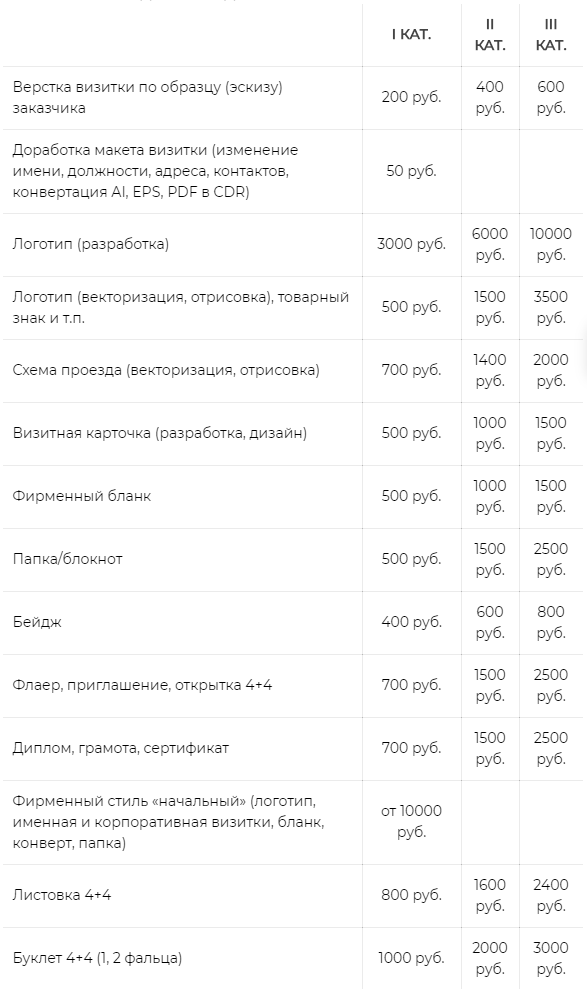 I КАТ.
II
КАТ.
III
КАТ.
Верстка визитки по образцу (эскизу)
заказчика
200 руб.
400
руб.
600
руб.
Доработка макета визитки (изменение
имени, должности, адреса, контактов,
конвертация AI, EPS, PDF в CDR)
50 руб.
Логотип (разработка)
3000 руб.
6000
руб.
10000
руб.
Логотип (векторизация, отрисовка), товарный
знак и т.п.
500 руб.
1500
руб.
3500
руб.
Схема проезда (векторизация, отрисовка)
700 руб.
1400
руб.
2000
руб.
Визитная карточка (разработка, дизайн)
500 руб.
1000
руб.
1500
руб.
Фирменный бланк
500 руб.
1000
руб.
1500
руб.
Папка/блокнот
500 руб.
1500
руб.
2500
руб.
Бейдж
400 руб.
600
руб.
800
руб.
Флаер, приглашение, открытка 4+4
700 руб.
1500
руб.
2500
руб.
Диплом, грамота, сертификат
700 руб.
1500
руб.
2500
руб.
Фирменный стиль «начальный» (логотип,
именная и корпоративная визитки, бланк,
конверт, папка)
от 10000
руб.
Листовка 4+4
800 руб.
1600
руб.
2400
руб.
Буклет 4+4 (1, 2 фальца)
1000 руб.
2000
руб.
3000
руб.